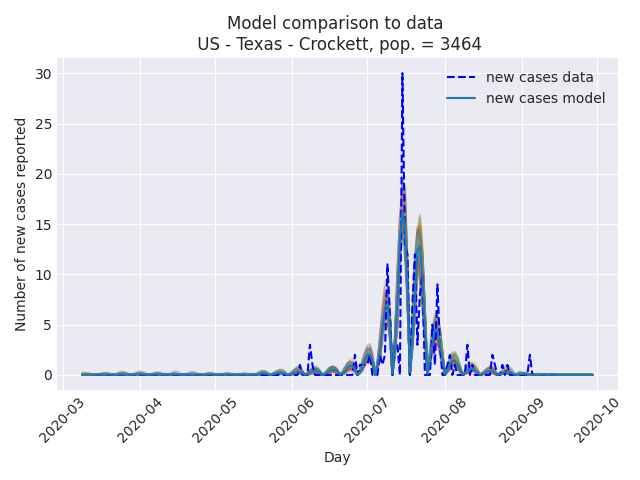 Model comparison to data
US - Texas - Crockett, pop. = 3464
new cases data
new cases model
Number of new cases reported
30
25
20
15
10
5
0
2020-03
2020-04
2020-05
2020-06
2020-07
2020-08
2020-09
2020-10
Day